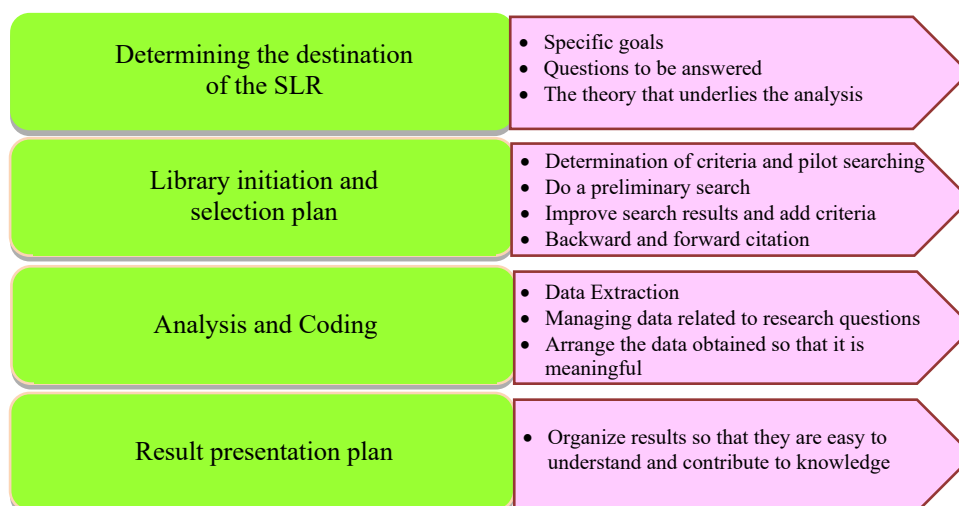 Determining the destination
of the SLR
• Specific goals
• Questions to be answered
• The theory that underlies the analysis
Library initiation and
selection plan
• Determination of criteria and pilot searching
• Do a preliminary search
• Improve search results and add criteria
• Backward and forward citation
Analysis and Coding
• Data Extraction
• Managing data related to research questions
• Arrange the data obtained so that it is
meaningful
Result presentation plan
• Organize results so that they are easy to
understand and contribute to knowledge